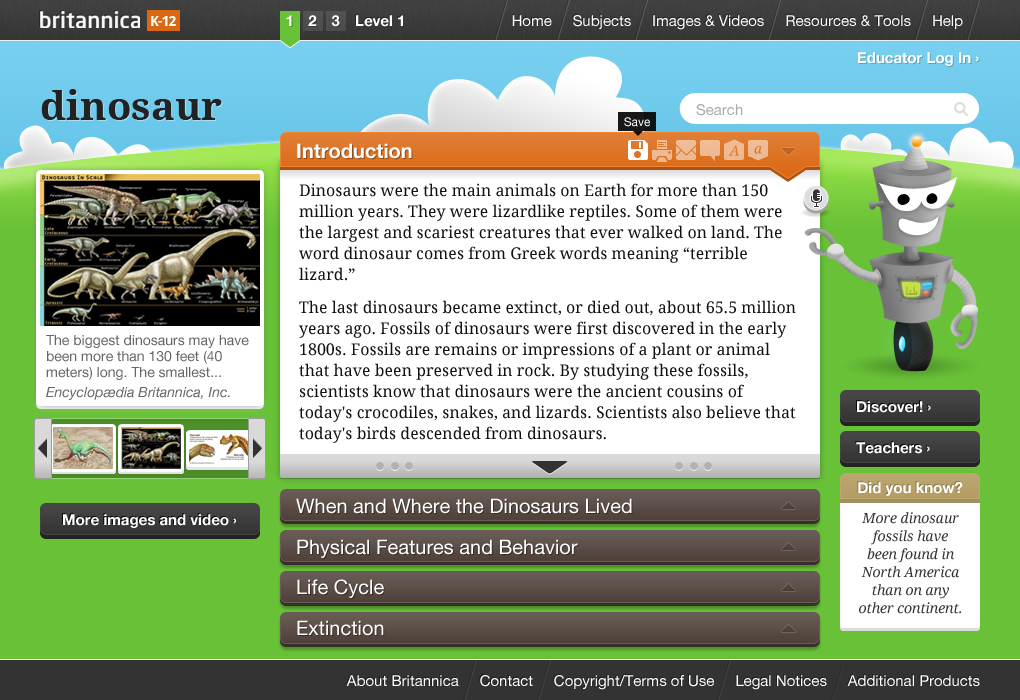 britannica K-12
1 2 3 Level 1
Home Subjects Images & Videos Resources & Tools Help
Educator Log In ›
dinosaur
Search
Save
Introduction
A a
Dinosaurs were the main animals on Earth for more than 150
million years. They were lizardlike reptiles. Some of them were
the largest and scariest creatures that ever walked on land. The
word dinosaur comes from Greek words meaning “terrible
lizard.”
The last dinosaurs became extinct, or died out, about 65.5 million
years ago. Fossils of dinosaurs were first discovered in the early
1800s. Fossils are remains or impressions of a plant or animal
that have been preserved in rock. By studying these fossils,
scientists know that dinosaurs were the ancient cousins of
today's crocodiles, snakes, and lizards. Scientists also believe that
today's birds descended from dinosaurs.
DINOSAURS IN SCALE
The biggest dinosaurs may have
been more than 130 feet (40
meters) long. The smallest...
Encyclopædia Britannica, Inc.
More images and video ›
When and Where the Dinosaurs Lived
Physical Features and Behavior
Life Cycle
Extinction
Discover! ›
Teachers ›
Did you know?
More dinosaur
fossils have
been found in
North America
than on any
other continent.
About Britannica Contact Copyright/Terms of Use Legal Notices Additional Products